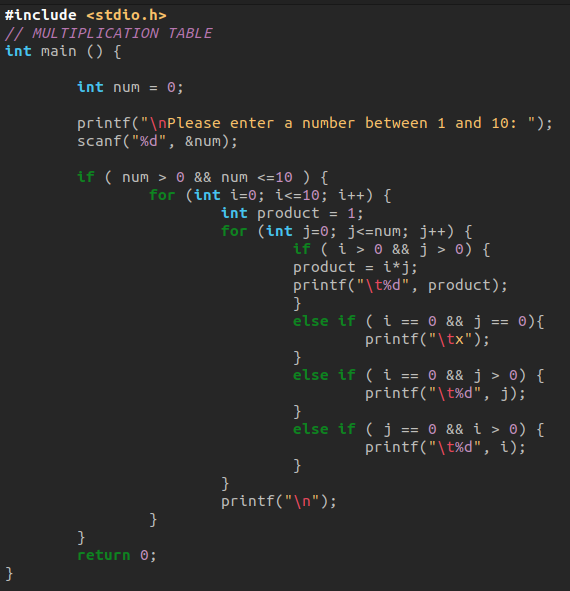 #include <stdio.h>
// MULTIPLICATION TABLE
int main () {
int num = 0;
printf("\nPlease enter a number between 1 and 10: ");
scanf("%d", &num);
if ( num > 0 && num <=10 ) {
for (int i=0; i<=10; i++) {
int product = 1;
for (int j=0; j<=num; j++) {
if ( i > 0 && j > 0) {
product = i*j;
printf("\t%d", product);
}
else if ( i == 0 && j == 0){
printf("\tx");
}
else if ( i == 0 && j > 0) {
printf("\t%d", j);
}
else if ( j == 0 && i > 0) {
printf("\t%d", i);
}
}
printf("\n");
}
}
return 0;
}